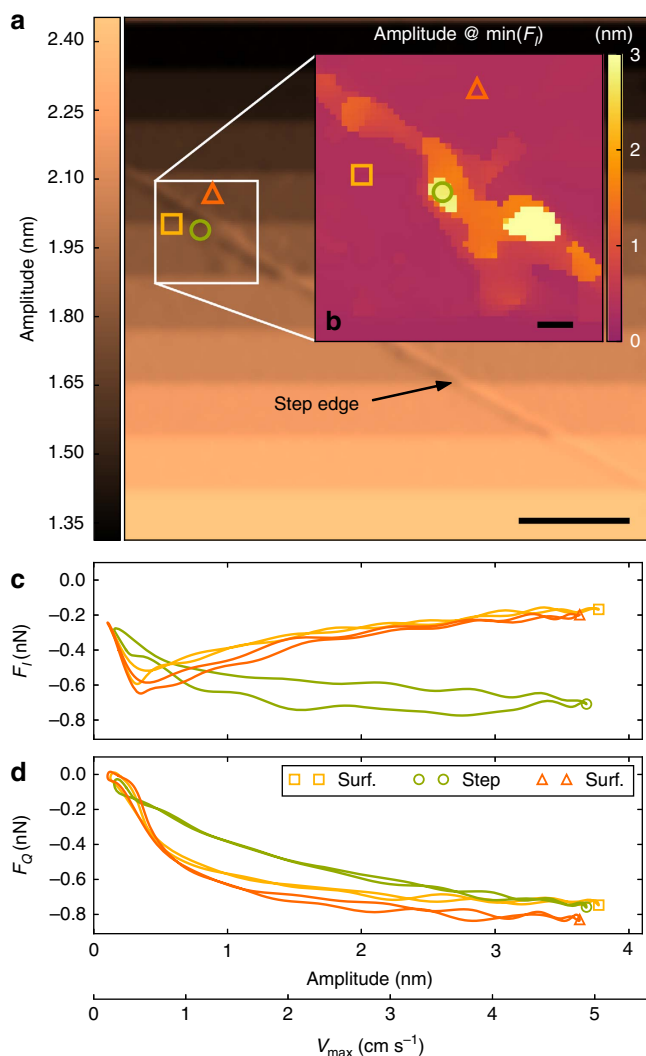 a
2.45
2.25
2.10
1.95
1.80
1.65
1.50
1.35
Amplitude (nm)
Amplitude @ min(F_I)
(nm)
3
2
1
0
b
Step edge
c
0.0
−0.2
−0.4
−0.6
−0.8
F_I (nN)
d
0.0
−0.2
−0.4
−0.6
−0.8
F_Q (nN)
Surf.
Step
Surf.
0 1 2 3 4
Amplitude (nm)
0 1 2 3 4 5
V_max (cm s⁻¹)